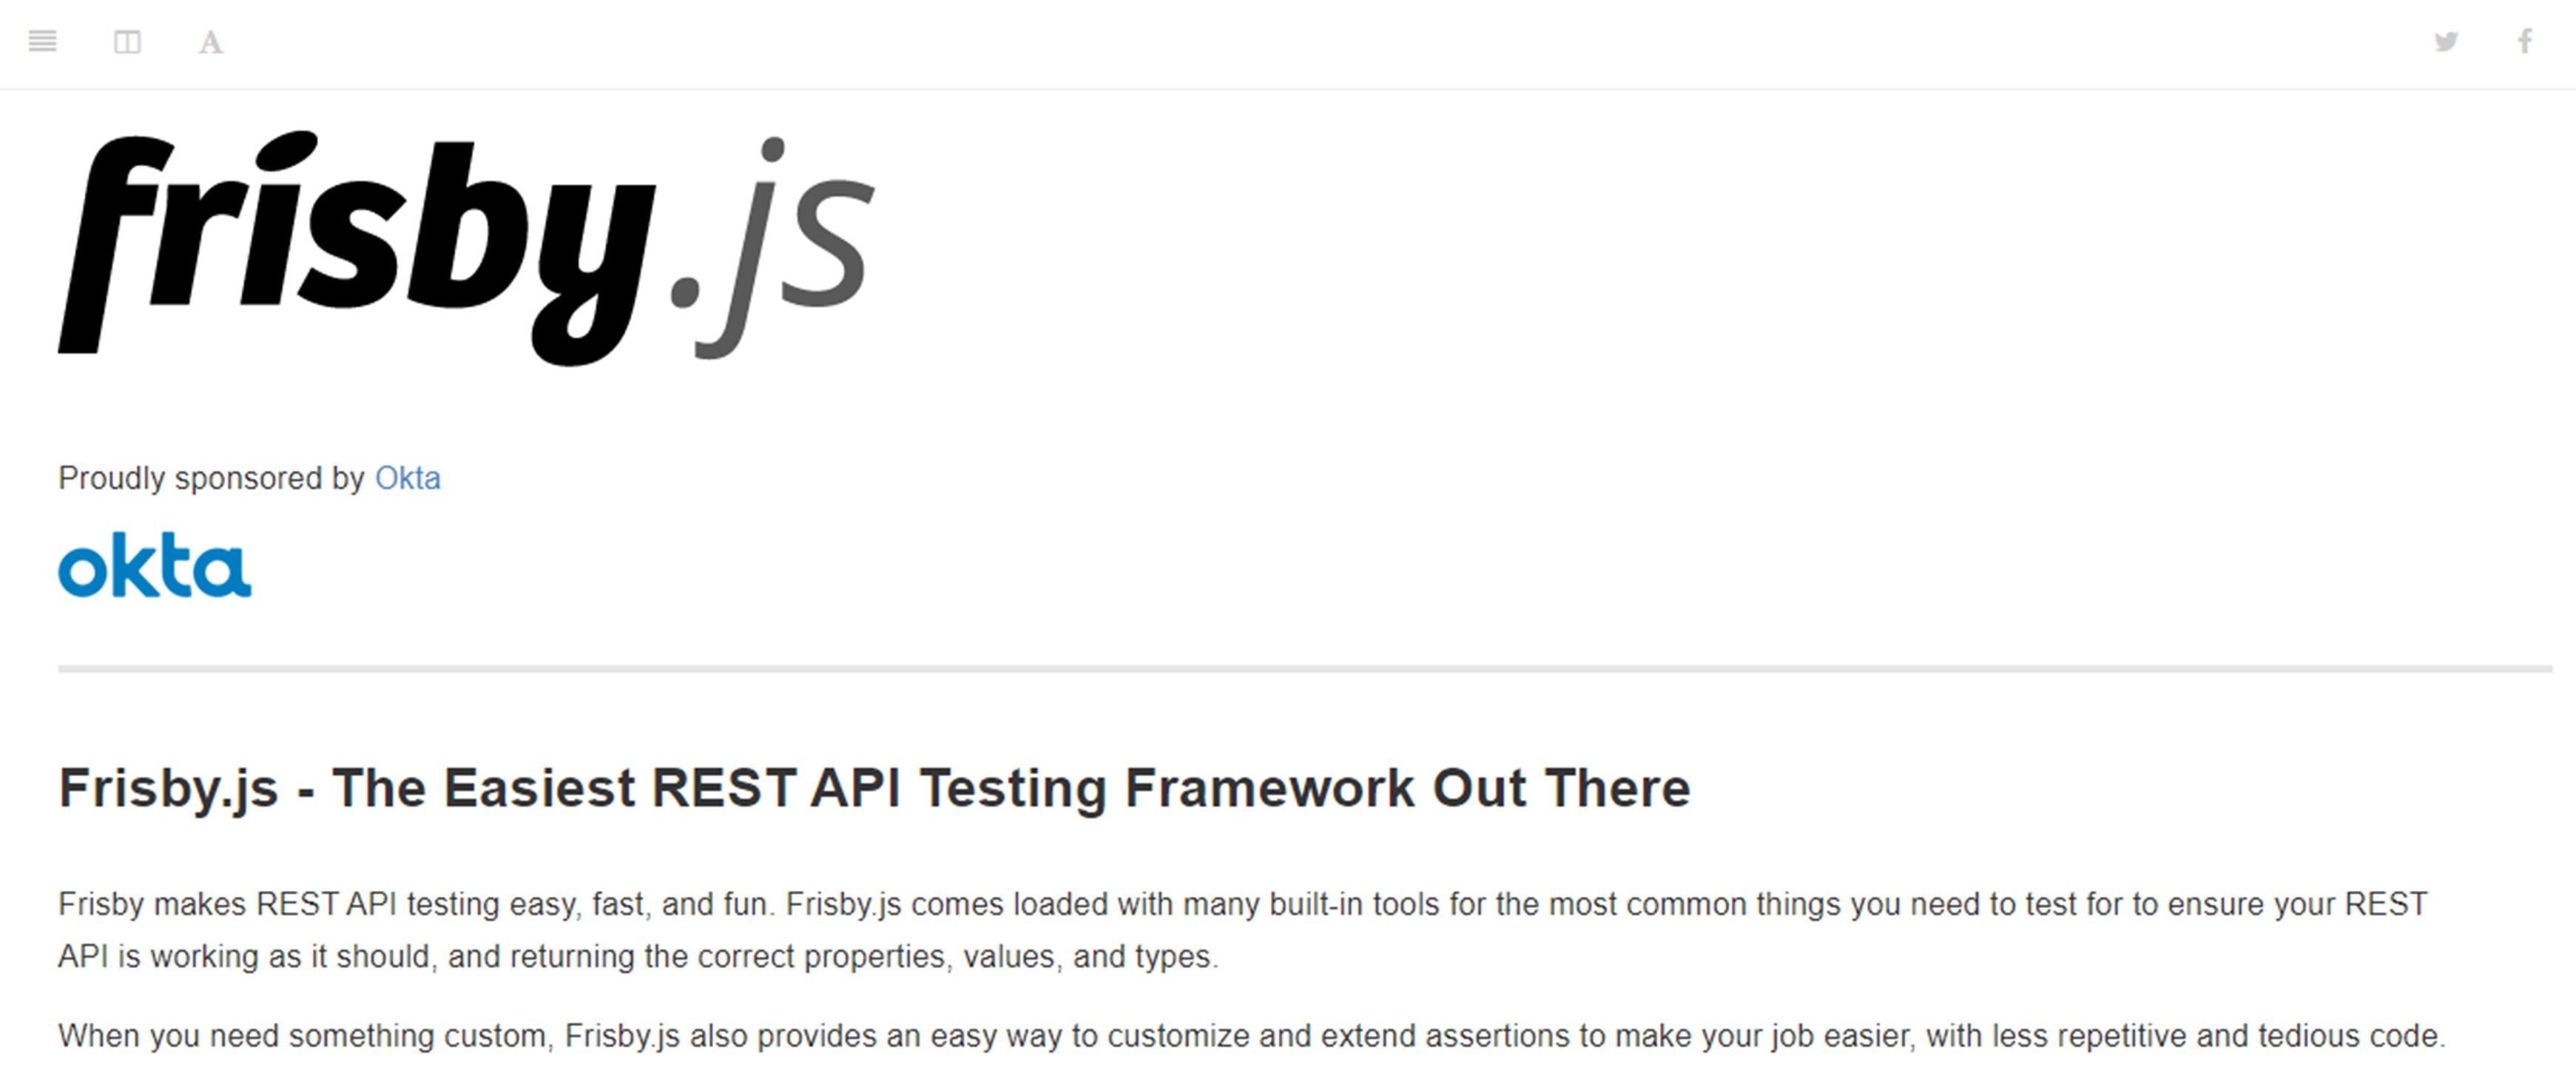 frisby.js
Proudly sponsored by Okta
okta
Frisby.js - The Easiest REST API Testing Framework Out There
Frisby makes REST API testing easy, fast, and fun. Frisby.js comes loaded with many built-in tools for the most common things you need to test for to ensure your REST
API is working as it should, and returning the correct properties, values, and types.
When you need something custom, Frisby.js also provides an easy way to customize and extend assertions to make your job easier, with less repetitive and tedious code.